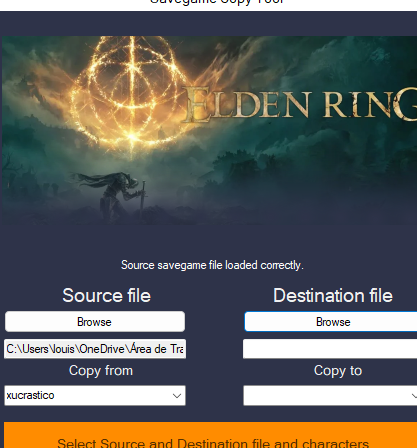 Savegame Copy Tool
ELDEN RING
Source savegame file loaded correctly.
Source file
Destination file
Browse
Browse
C:\Users\louis\OneDrive\Área de Tra
Copy from
Copy to
xucrastico
Select Source and Destination file and characters